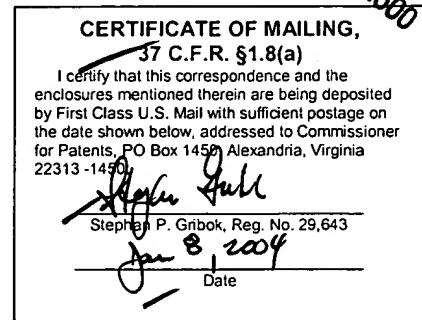 000
CERTIFICATE OF MAILING,
37 C.F.R. §1.8(a)
I certify that this correspondence and the
enclosures mentioned therein are being deposited
by First Class U.S. Mail with sufficient postage on
the date shown below, addressed to Commissioner
for Patents, PO Box 1450, Alexandria, Virginia
22313 -1450.
Stephan P. Gribok, Reg. No. 29,643
Jan 8, 2004
Date